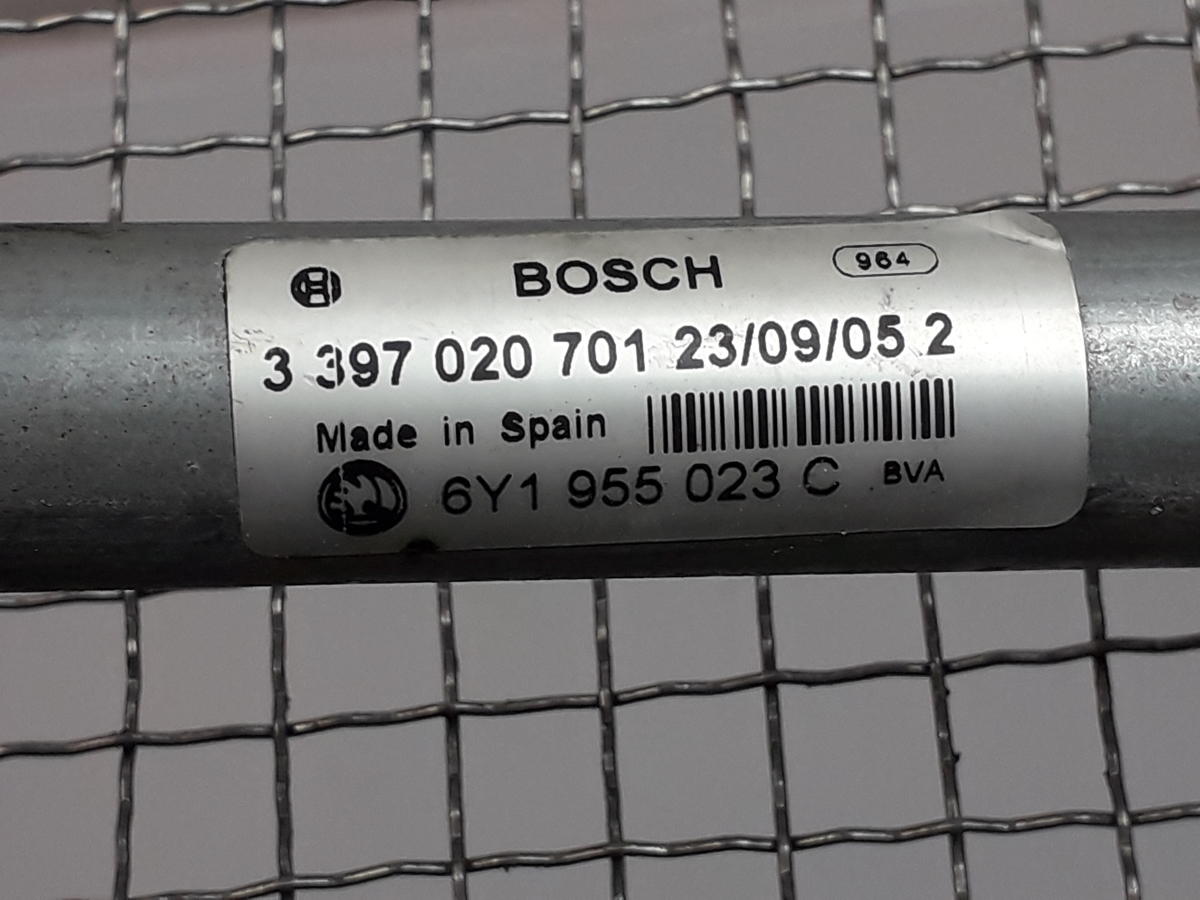 BOSCH 964
3 397 020 701 23/09/05 2
Made in Spain
6Y1 955 023 C BVA